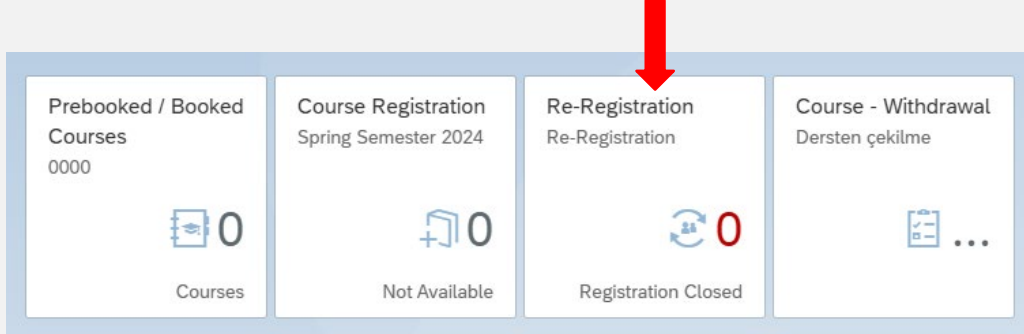 Prebooked / Booked
Courses
0000
0
Courses
Course Registration
Spring Semester 2024
0
Not Available
Re-Registration
Re-Registration
0
Registration Closed
Course - Withdrawal
Dersten çekilme
...